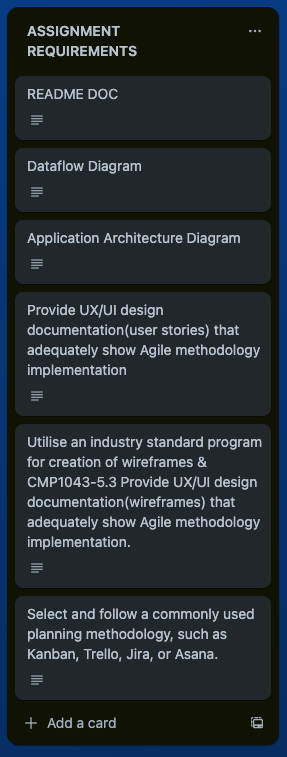 ASSIGNMENT
REQUIREMENTS
README DOC
Dataflow Diagram
Application Architecture Diagram
Provide UX/UI design
documentation(user stories) that
adequately show Agile methodology
implementation
Utilise an industry standard program
for creation of wireframes &
CMP1043-5.3 Provide UX/UI design
documentation(wireframes) that
adequately show Agile methodology
implementation.
Select and follow a commonly used
planning methodology, such as
Kanban, Trello, Jira, or Asana.
Add a card